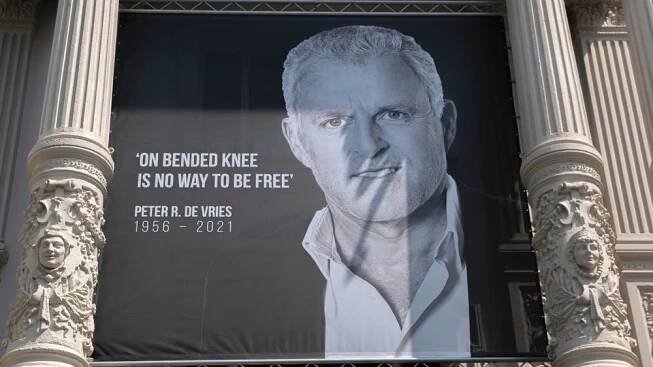 'ON BENDED KNEE
IS NO WAY TO BE FREE'
PETER R. DE VRIES
1956 – 2021